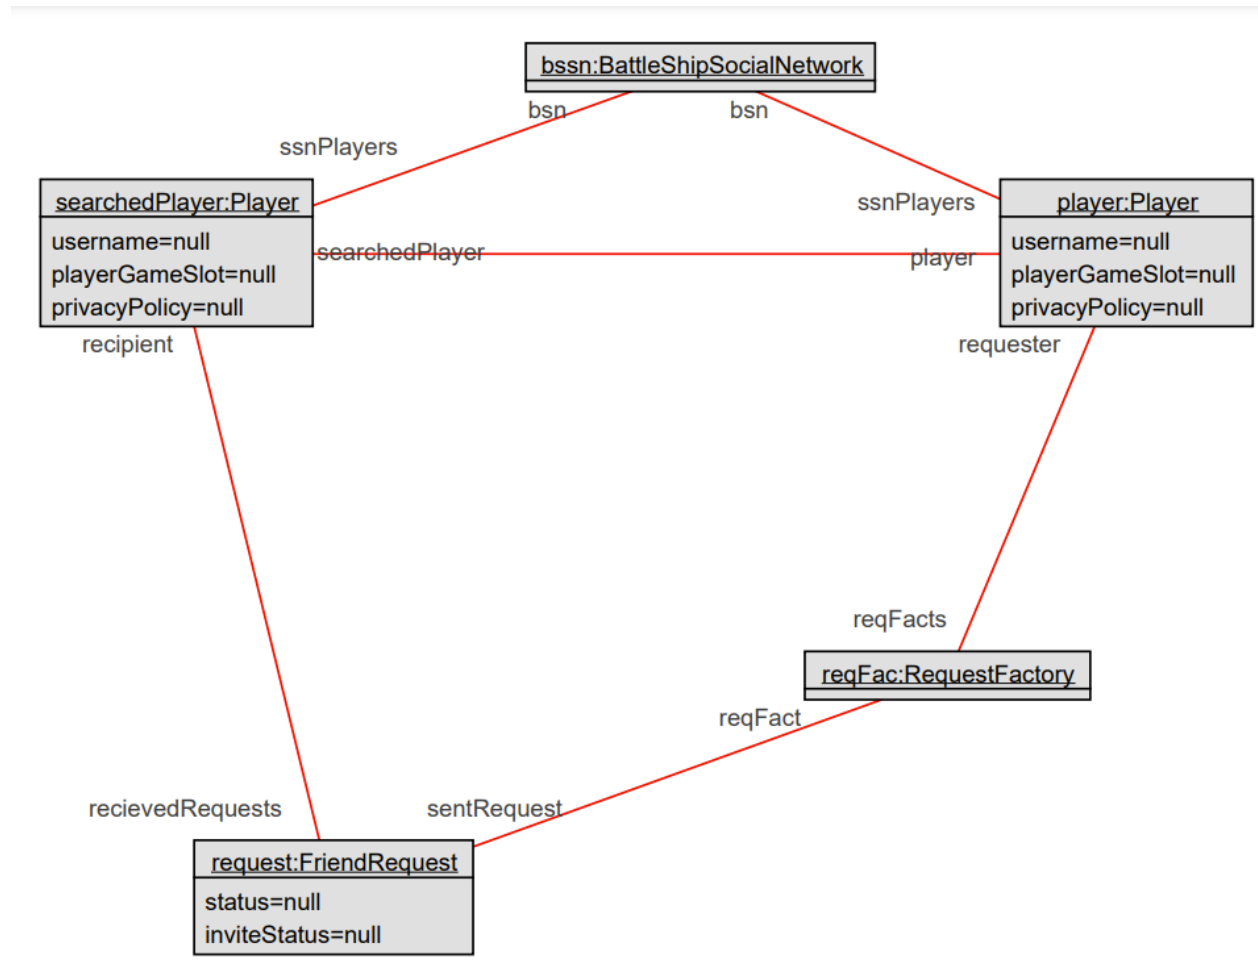 bssn:BattleShipSocialNetwork
bsn
bsn
ssnPlayers
searchedPlayer:Player
username=null
playerGameSlot=null
privacyPolicy=null
ssnPlayers
player:Player
username=null
playerGameSlot=null
privacyPolicy=null
searchedPlayer
player
recipient
requester
reqFacts
reqFac:RequestFactory
reqFact
recievedRequests
sentRequest
request:FriendRequest
status=null
inviteStatus=null